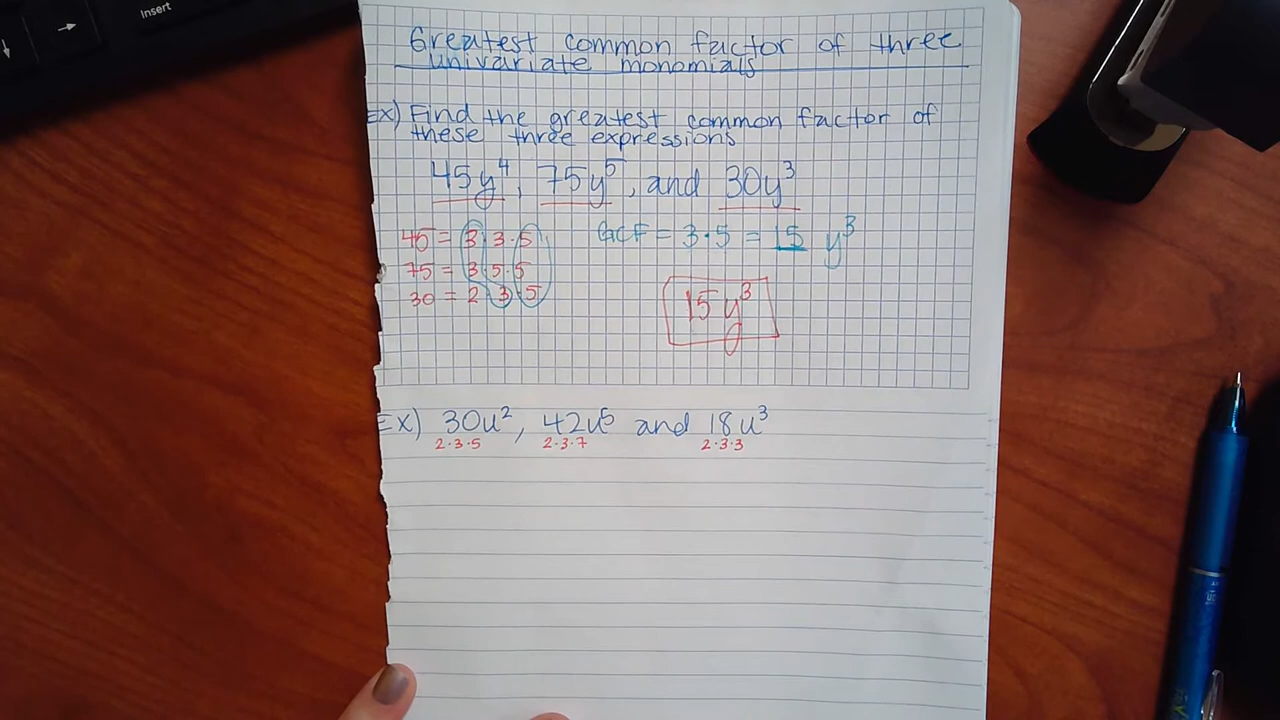 Insert
Greatest common factor of three
univariate monomials
EX) Find the greatest common factor of
these three expressions
45y⁴, 75y⁵, and 30y³
45 = 3·3·5
GCF = 3·5 = 15 y³
75 = 3·5·5
30 = 2·3·5
15y³
EX) 30u², 42u⁵ and 18u³
2·3·5 2·3·7 2·3·3